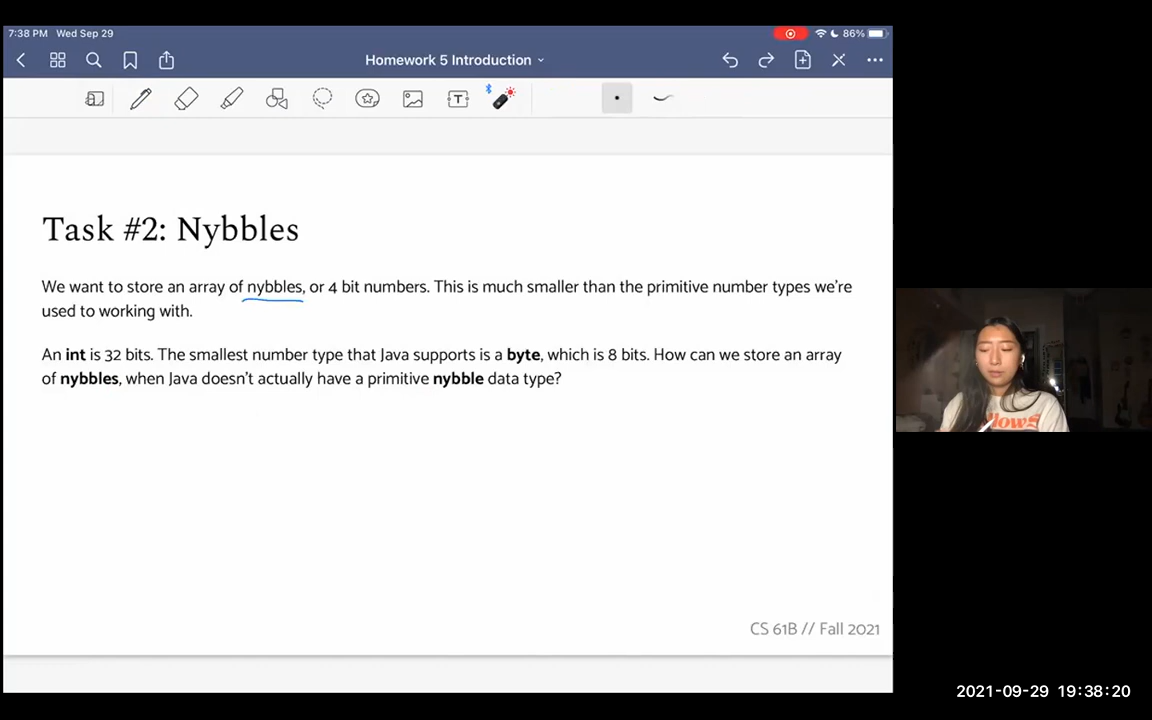 7:38 PM Wed Sep 29
86%
Homework 5 Introduction
Task #2: Nybbles
We want to store an array of nybbles, or 4 bit numbers. This is much smaller than the primitive number types we're
used to working with.
An int is 32 bits. The smallest number type that Java supports is a byte, which is 8 bits. How can we store an array
of nybbles, when Java doesn't actually have a primitive nybble data type?
CS 61B // Fall 2021
2021-09-29 19:38:20